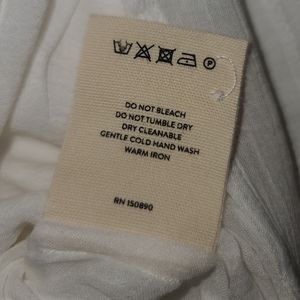 P
DO NOT BLEACH
DO NOT TUMBLE DRY
DRY CLEANABLE
GENTLE COLD HAND WASH
WARM IRON
RN 150890